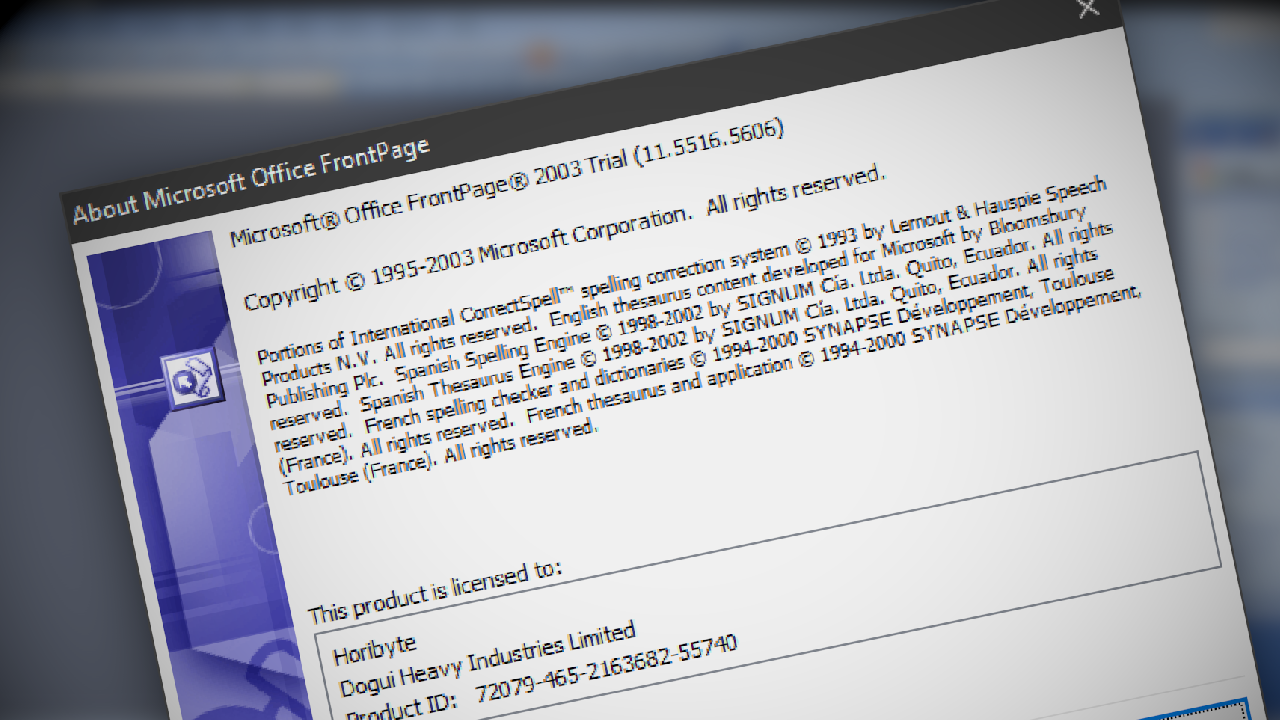 About Microsoft Office FrontPage
Microsoft® Office FrontPage® 2003 Trial (11.5516.5606)
Copyright © 1995-2003 Microsoft Corporation.  All rights reserved.
Portions of International CorrectSpell™ spelling correction system © 1993 by Lernout & Hauspie Speech
Products N.V. All rights reserved.  English thesaurus content developed for Microsoft by Bloomsbury
Publishing Plc.  Spanish Spelling Engine © 1998-2002 by SIGNUM Cía. Ltda. Quito, Ecuador. All rights
reserved.  Spanish Thesaurus Engine © 1998-2002 by SIGNUM Cía. Ltda. Quito, Ecuador. All rights
reserved.  French spelling checker and dictionaries © 1994-2000 SYNAPSE Développement, Toulouse
(France). All rights reserved.  French thesaurus and application © 1994-2000 SYNAPSE Développement,
Toulouse (France). All rights reserved.
This product is licensed to:
Horibyte
Dogui Heavy Industries Limited
Product ID:  72079-465-2163682-55740